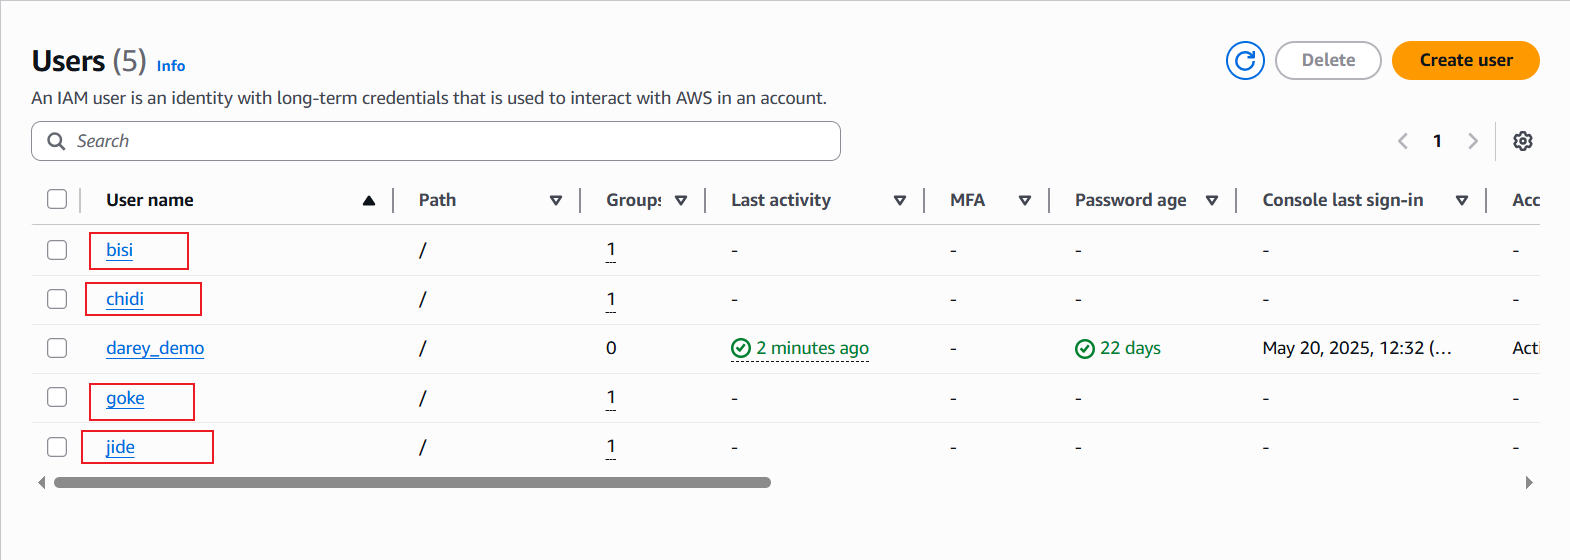 Users (5) Info
Delete
Create user
An IAM user is an identity with long-term credentials that is used to interact with AWS in an account.
Search
1
User name Path Groups Last activity MFA Password age Console last sign-in Acc
bisi / 1 - - - - -
chidi / 1 - - - - -
darey_demo / 0 2 minutes ago - 22 days May 20, 2025, 12:32 (… Acti
goke / 1 - - - - -
jide / 1 - - - - -